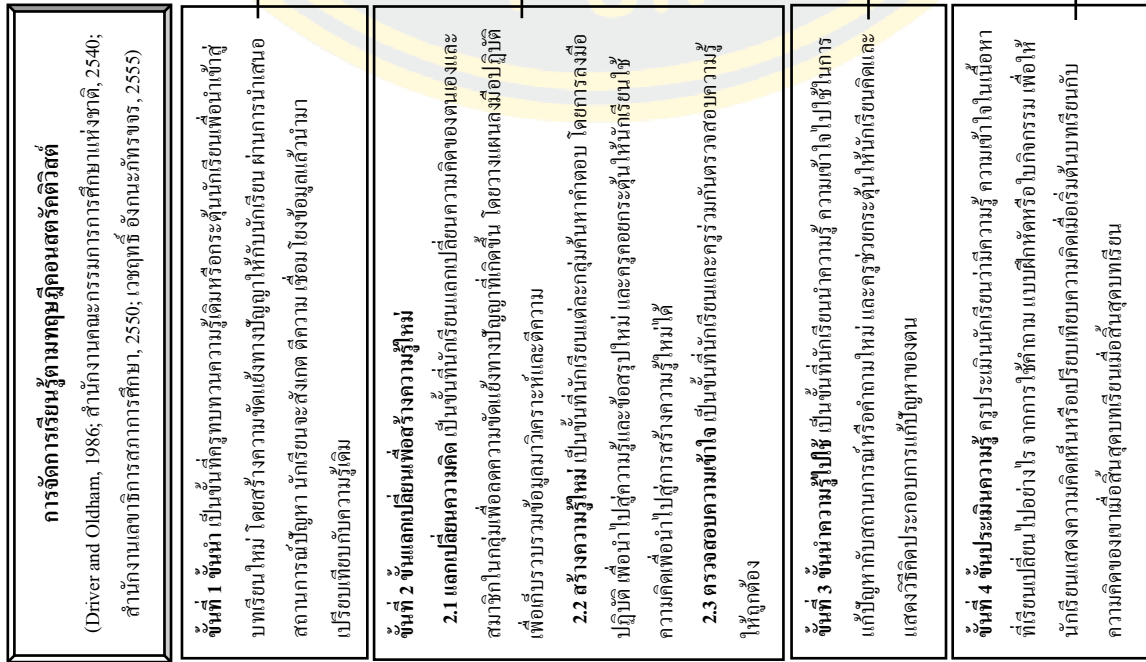 การจัดการเรียนรู้ตามทฤษฎีคอนสตรัคติวิสต์
(Driver and Oldham, 1986; สำนักงานคณะกรรมการการศึกษาแห่งชาติ, 2540;
สำนักงานเลขาธิการสภาการศึกษา, 2550; เวชฤทธิ์ อังกนะภัทรขจร, 2555)
ขั้นที่ 1 ขั้นนำ เป็นขั้นที่ครูทบทวนความรู้เดิมหรือกระตุ้นนักเรียนเพื่อนำเข้าสู่
บทเรียนใหม่ โดยสร้างความขัดแย้งทางปัญญาให้กับนักเรียน ผ่านการนำเสนอ
สถานการณ์ปัญหา นักเรียนจะสังเกต ตีความ เชื่อมโยงข้อมูลแล้วนำมา
เปรียบเทียบกับความรู้เดิม
ขั้นที่ 2 ขั้นแลกเปลี่ยนเพื่อสร้างความรู้ใหม่
2.1 แลกเปลี่ยนความคิด เป็นขั้นที่นักเรียนแลกเปลี่ยนความคิดของตนเองและ
สมาชิกในกลุ่มเพื่อลดความขัดแย้งทางปัญญาที่เกิดขึ้น โดยวางแผนลงมือปฏิบัติ
เพื่อเก็บรวบรวมข้อมูลมาวิเคราะห์และตีความ
2.2 สร้างความรู้ใหม่ เป็นขั้นที่นักเรียนแต่ละกลุ่มค้นหาคำตอบ โดยการลงมือ
ปฏิบัติ เพื่อนำไปสู่ความรู้และข้อสรุปใหม่ และครูคอยกระตุ้นให้นักเรียนใช้
ความคิดเพื่อนำไปสู่การสร้างความรู้ใหม่ได้
2.3 ตรวจสอบความเข้าใจ เป็นขั้นที่นักเรียนและครูร่วมกันตรวจสอบความรู้
ให้ถูกต้อง
ขั้นที่ 3 ขั้นนำความรู้ไปใช้ เป็นขั้นที่นักเรียนนำความรู้ ความเข้าใจไปใช้ในการ
แก้ปัญหากับสถานการณ์หรือคำถามใหม่ และครูช่วยกระตุ้นให้นักเรียนคิดและ
แสดงวิธีคิดประกอบการแก้ปัญหาของตน
ขั้นที่ 4 ขั้นประเมินความรู้ ครูประเมินนักเรียนว่ามีความรู้ ความเข้าใจในเนื้อหา
ที่เรียนเปลี่ยนไปอย่างไร จากการใช้คำถาม แบบฝึกหัดหรือใบกิจกรรม เพื่อให้
นักเรียนแสดงความคิดเห็นหรือเปรียบเทียบความคิดเมื่อเริ่มต้นบทเรียนกับ
ความคิดของเขาเมื่อสิ้นสุดบทเรียนเมื่อสิ้นสุดบทเรียน